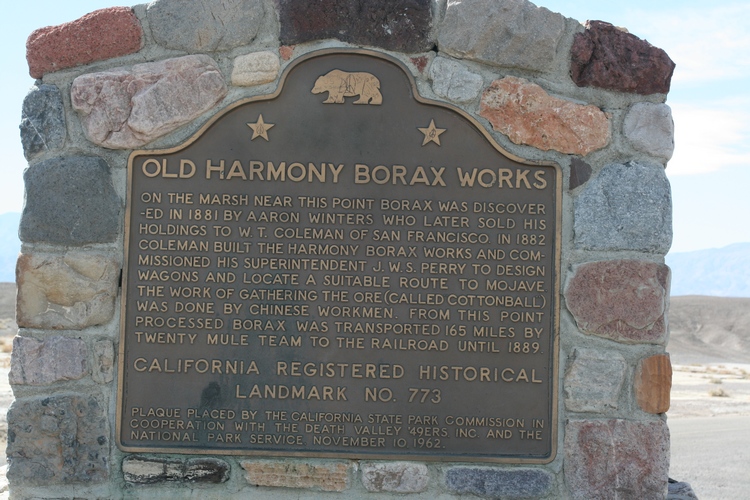 OLD HARMONY BORAX WORKS
ON THE MARSH NEAR THIS POINT BORAX WAS DISCOVER
-ED IN 1881 BY AARON WINTERS WHO LATER SOLD HIS
HOLDINGS TO W. T. COLEMAN OF SAN FRANCISCO. IN 1882
COLEMAN BUILT THE HARMONY BORAX WORKS AND COM-
MISSIONED HIS SUPERINTENDENT J. W. S. PERRY TO DESIGN
WAGONS AND LOCATE A SUITABLE ROUTE TO MOJAVE
THE WORK OF GATHERING THE ORE (CALLED COTTONBALL)
WAS DONE BY CHINESE WORKMEN. FROM THIS POINT
PROCESSED BORAX WAS TRANSPORTED 165 MILES BY
TWENTY MULE TEAM TO THE RAILROAD UNTIL 1889.
CALIFORNIA REGISTERED HISTORICAL
LANDMARK NO. 773
PLAQUE PLACED BY THE CALIFORNIA STATE PARK COMMISSION IN
COOPERATION WITH THE DEATH VALLEY '49ERS INC. AND THE
NATIONAL PARK SERVICE NOVEMBER 10, 1962.